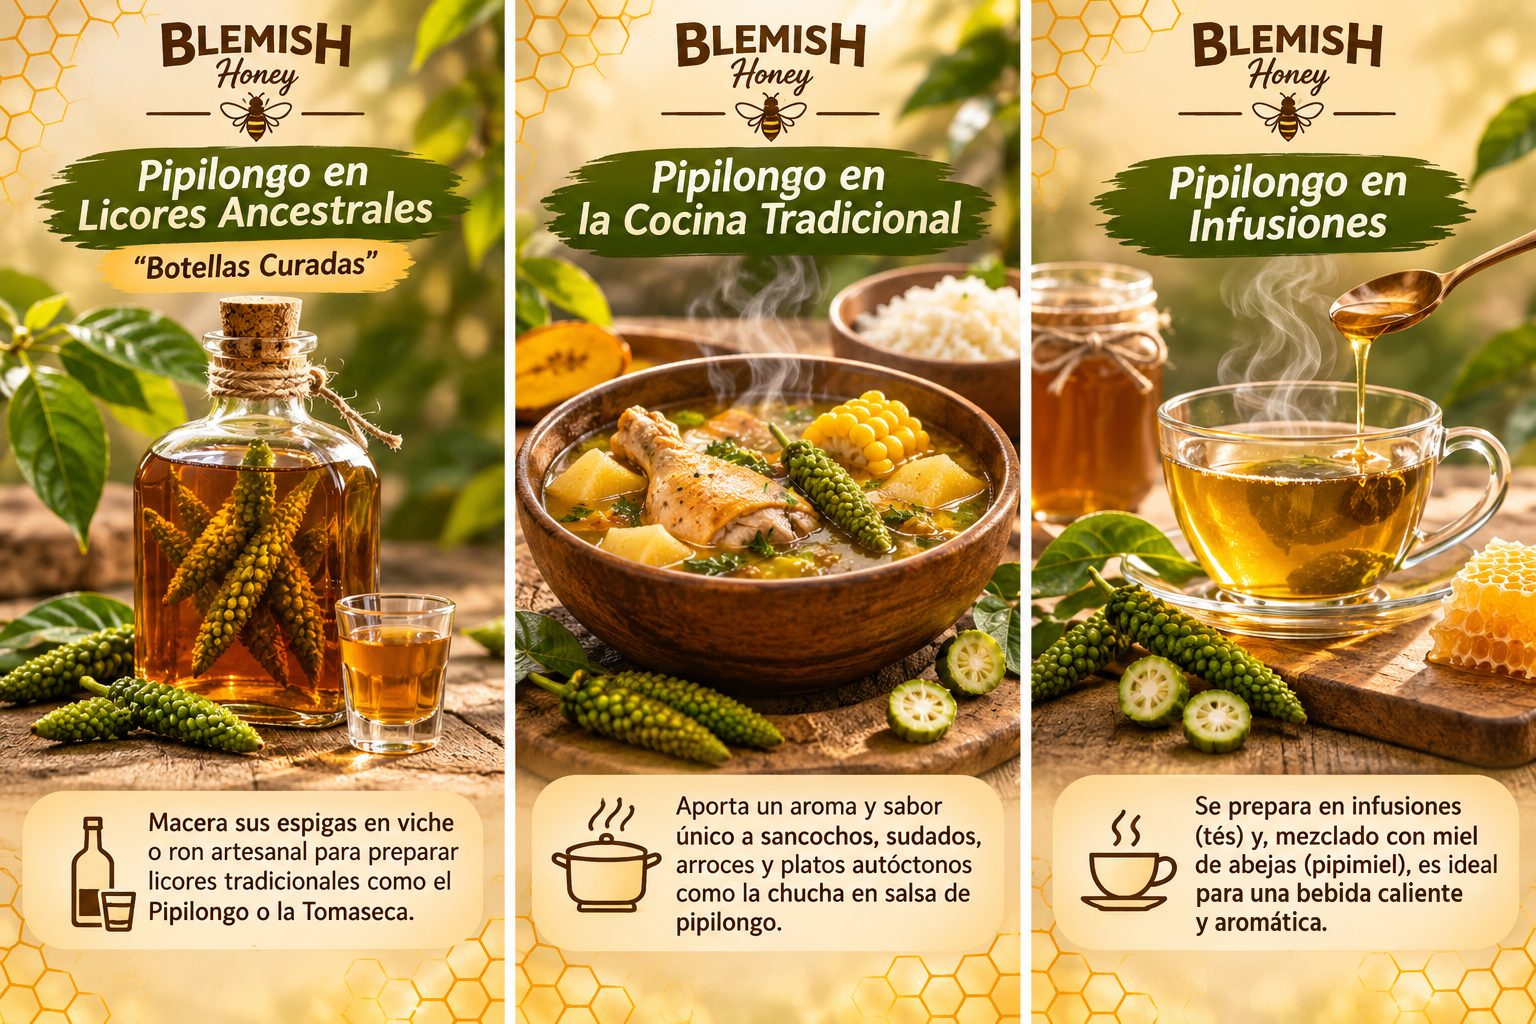 BLEMISH
Honey
Pipilongo en
Licores Ancestrales
"Botellas Curadas"
Macera sus espigas en viche
o ron artesanal para preparar
licores tradicionales como el
Pipilongo o la Tomaseca.
BLEMISH
Honey
Pipilongo en
la Cocina Tradicional
Aporta un aroma y sabor
único a sancochos, sudados,
arroces y platos autóctonos
como la chucha en salsa de
pipilongo.
BLEMISH
Honey
Pipilongo en
Infusiones
Se prepara en infusiones
(tés) y, mezclado con miel
de abejas (pipimiel), es ideal
para una bebida caliente
y aromática.